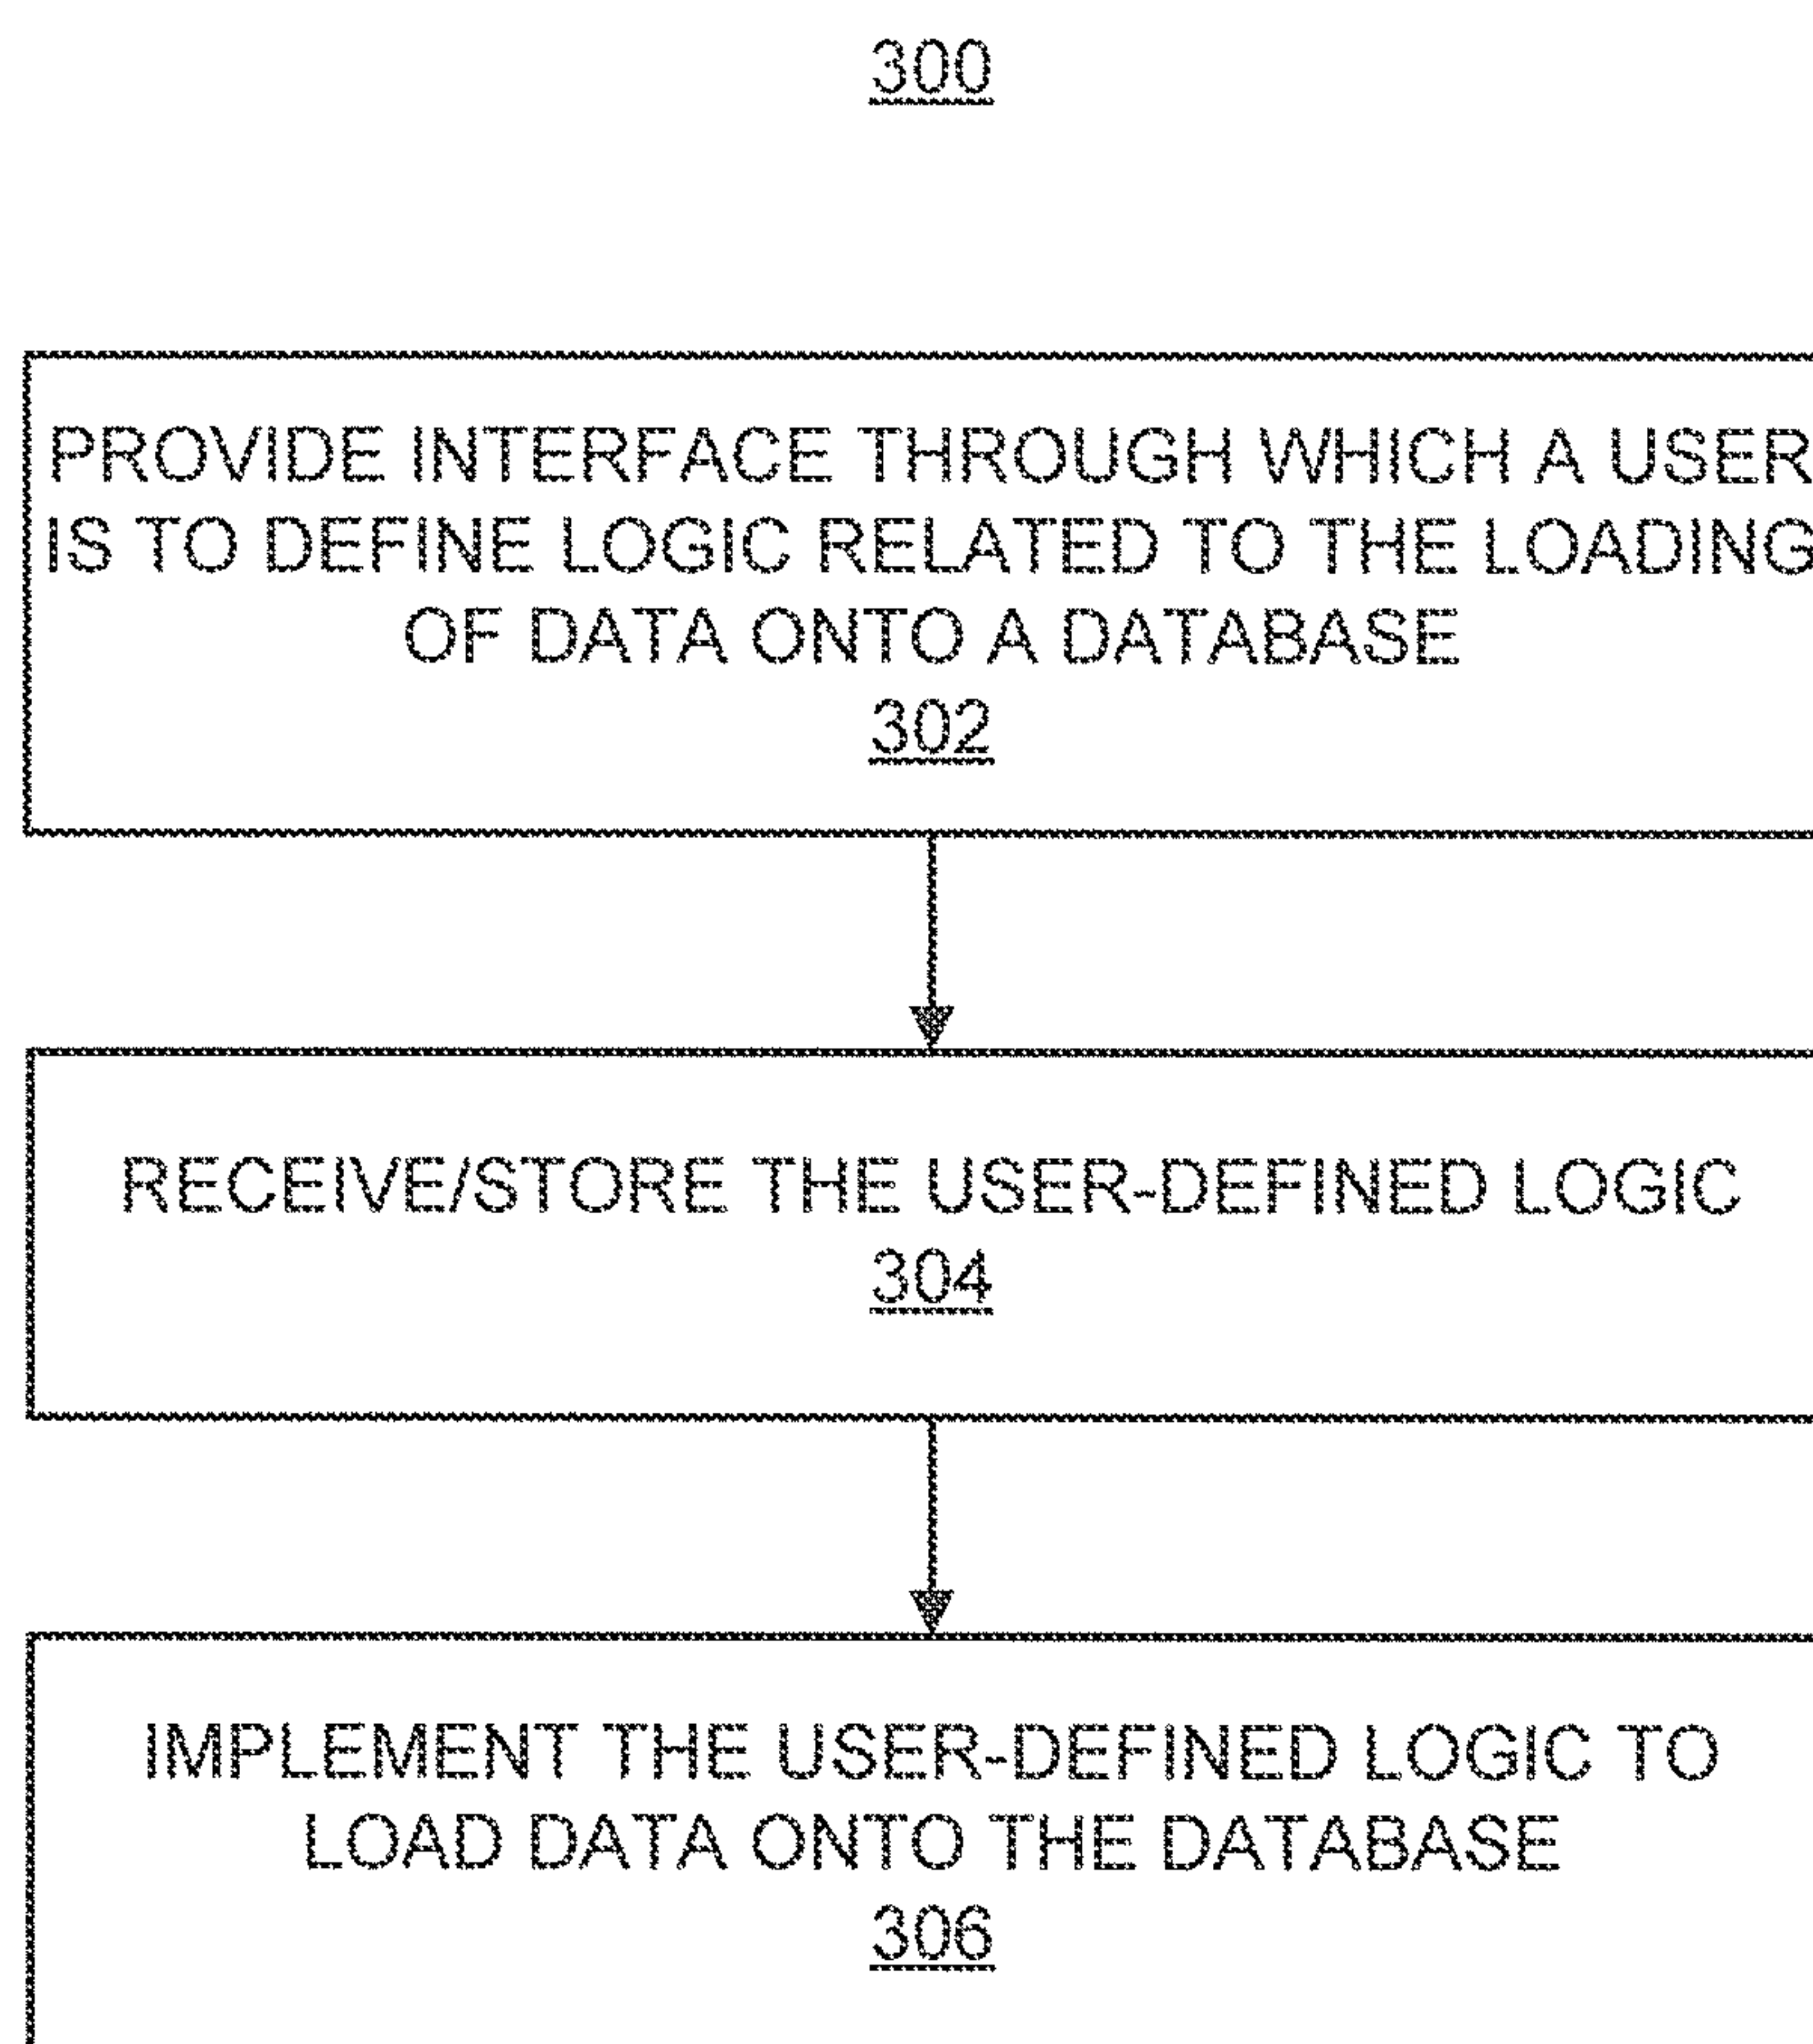 300
PROVIDE INTERFACE THROUGH WHICH A USER
IS TO DEFINE LOGIC RELATED TO THE LOADING
OF DATA ONTO A DATABASE
302
RECEIVE/STORE THE USER-DEFINED LOGIC
304
IMPLEMENT THE USER-DEFINED LOGIC TO
LOAD DATA ONTO THE DATABASE
306